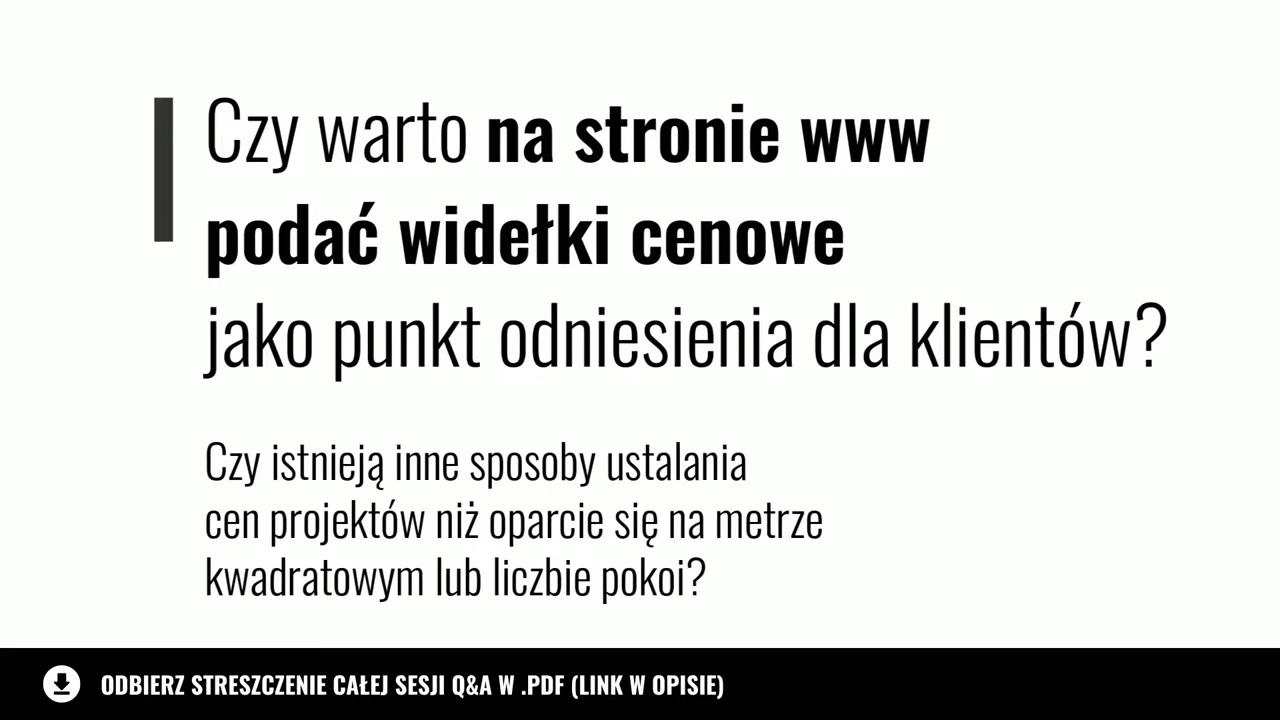 Czy warto na stronie www
podać widełki cenowe
jako punkt odniesienia dla klientów?
Czy istnieją inne sposoby ustalania
cen projektów niż oparcie się na metrze
kwadratowym lub liczbie pokoi?
ODBIERZ STRESZCZENIE CAŁEJ SESJI Q&A W .PDF (LINK W OPISIE)